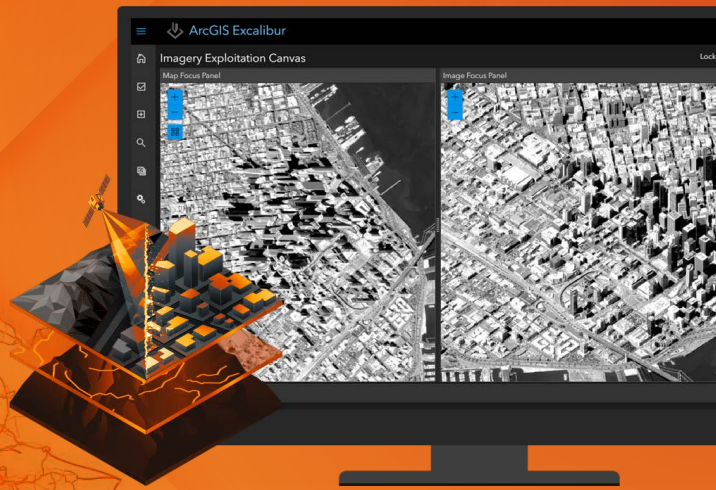 ArcGIS Excalibur
Imagery Exploitation Canvas
Lock
Map Focus Panel
Image Focus Panel